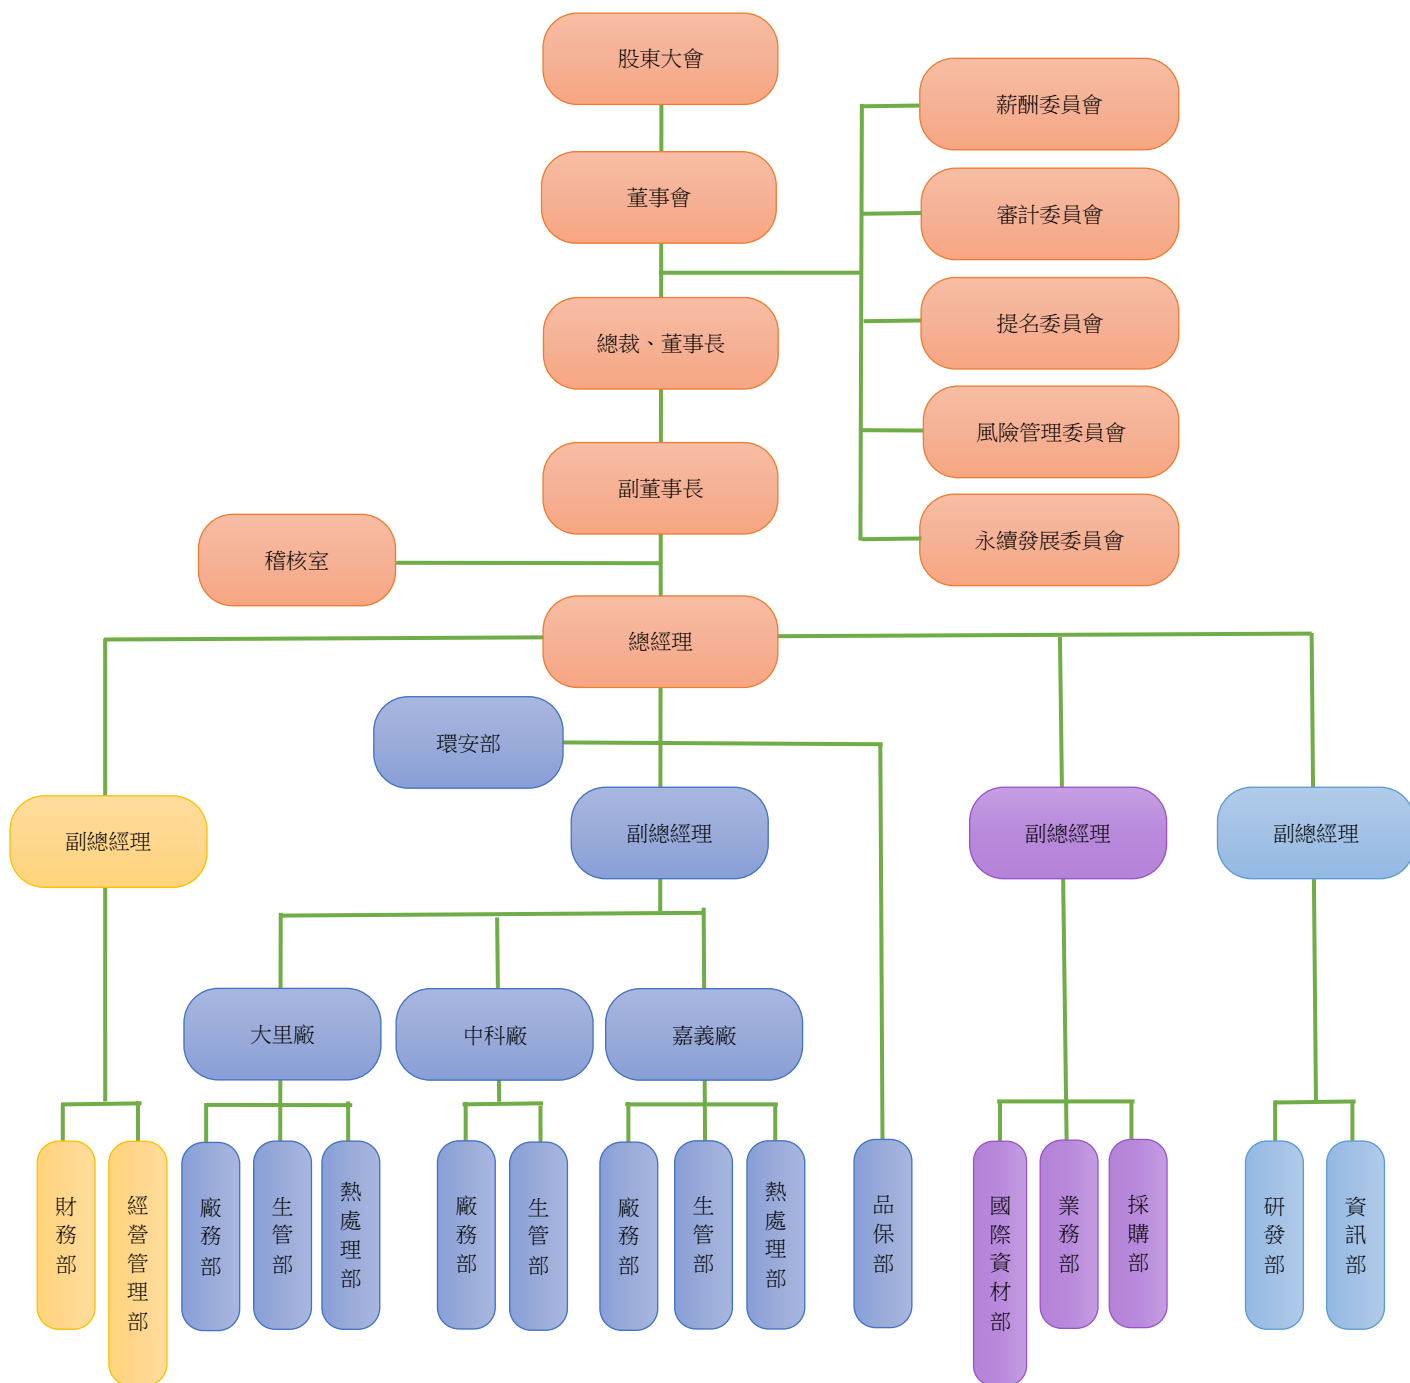 股東大會
薪酬委員會
董事會
審計委員會
提名委員會
總裁、董事長
風險管理委員會
副董事長
永續發展委員會
稽核室
總經理
環安部
副總經理
副總經理
副總經理
副總經理
大里廠
中科廠
嘉義廠
財務部
經營管理部
廠務部
生管部
熱處理部
廠務部
生管部
廠務部
生管部
熱處理部
品保部
國際資材部
業務部
採購部
研發部
資訊部